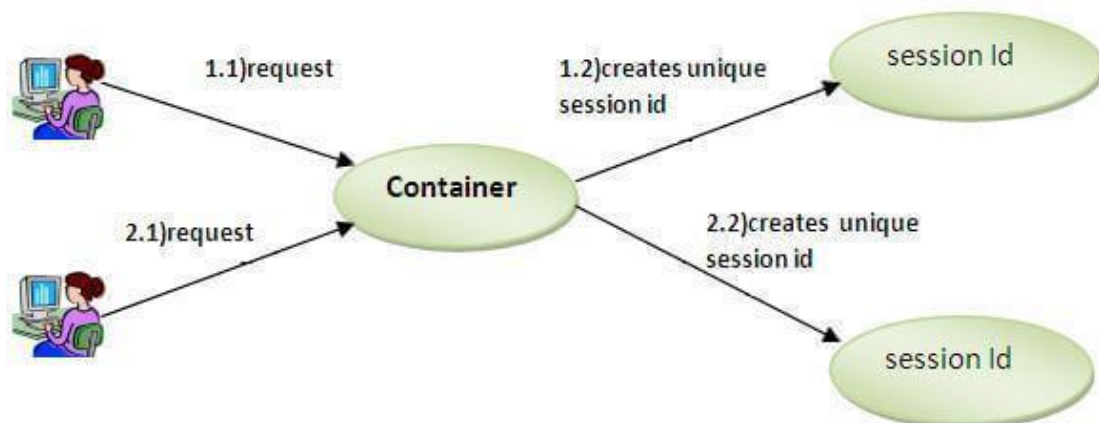 1.1)request
1.2)creates unique
session id
session Id
Container
2.1)request
2.2)creates unique
session id
session Id